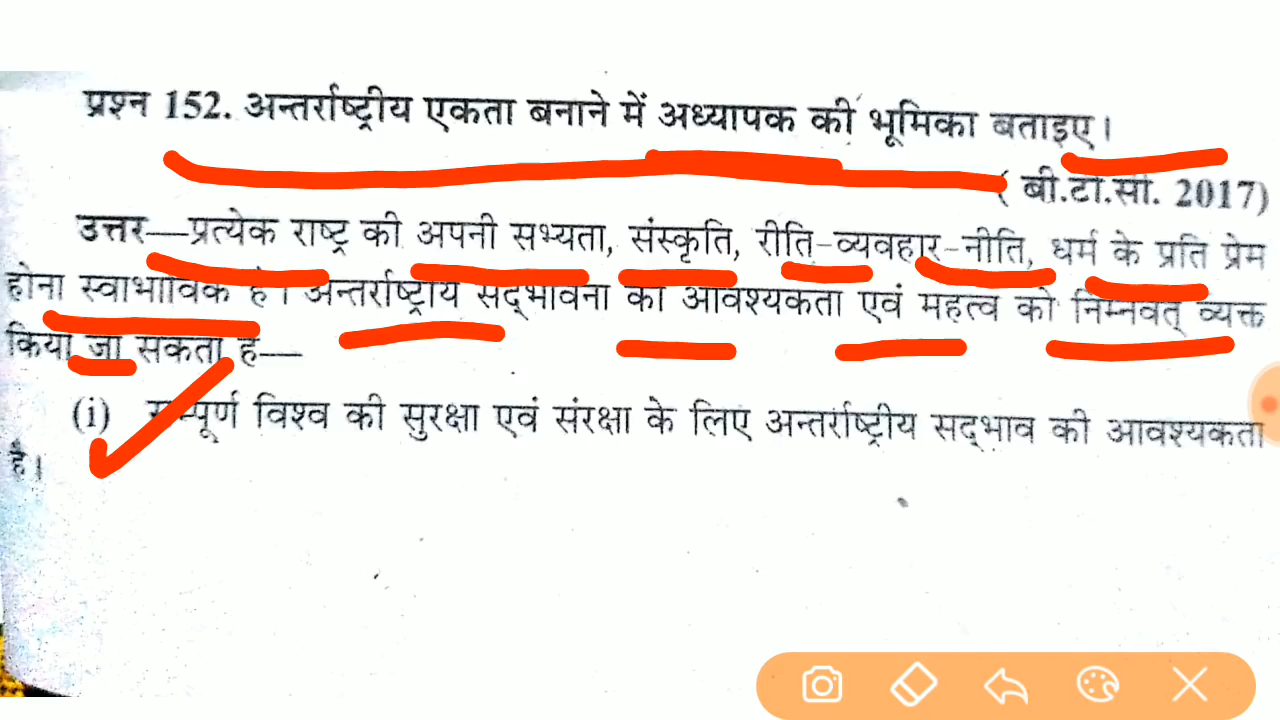 प्रश्न 152. अन्तर्राष्ट्रीय एकता बनाने में अध्यापक की भूमिका बताइए।
( बी.टी.सी. 2017)
उत्तर—प्रत्येक राष्ट्र की अपनी सभ्यता, संस्कृति, रीति-व्यवहार-नीति, धर्म के प्रति प्रेम
होना स्वाभाविक है। अन्तर्राष्ट्रीय सद्भावना की आवश्यकता एवं महत्व को निम्नवत् व्यक्त
किया जा सकता है—
(i) सम्पूर्ण विश्व की सुरक्षा एवं संरक्षा के लिए अन्तर्राष्ट्रीय सद्भाव की आवश्यकता
है।